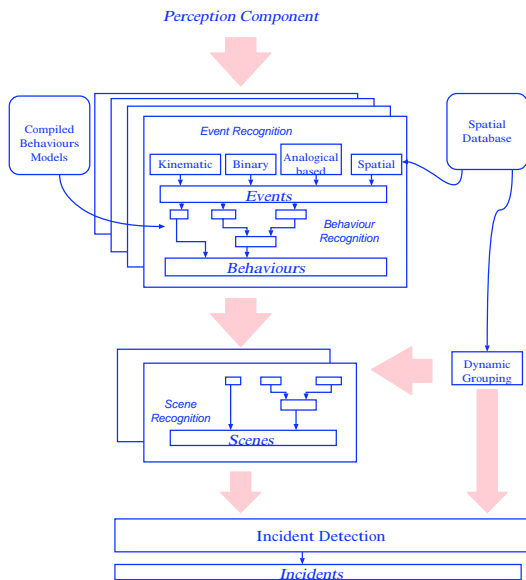 Perception Component
Compiled
Behaviours
Models
Event Recognition
Spatial
Database
Kinematic
Binary
Analogical
based
Spatial
Events
Behaviour
Recognition
Behaviours
Dynamic
Grouping
Scene
Recognition
Scenes
Incident Detection
Incidents